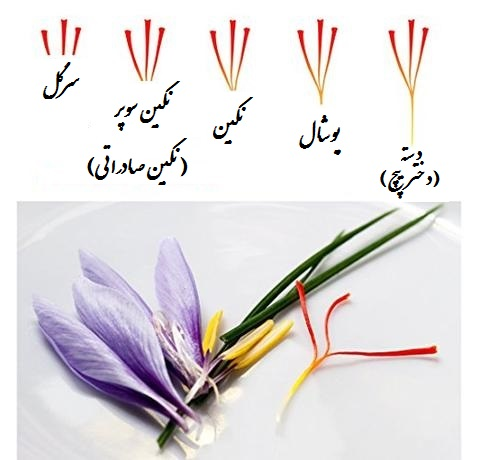 سرگل
نگین سوپر
(نگین صادراتی)
نگین
پوشال
دسته
(دختر پیچ)